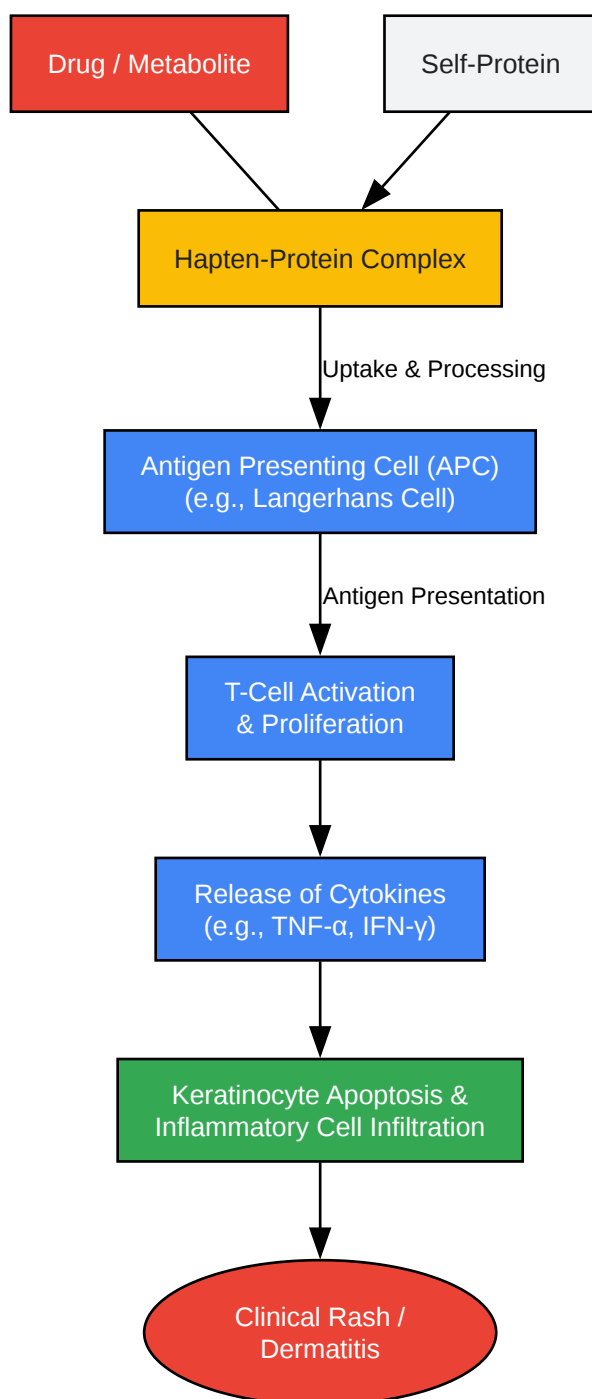 Drug / Metabolite
Self-Protein
Hapten-Protein Complex
Uptake & Processing
Antigen Presenting Cell (APC)
(e.g., Langerhans Cell)
Antigen Presentation
T-Cell Activation
& Proliferation
Release of Cytokines
(e.g., TNF-α, IFN-γ)
Keratinocyte Apoptosis &
Inflammatory Cell Infiltration
Clinical Rash /
Dermatitis